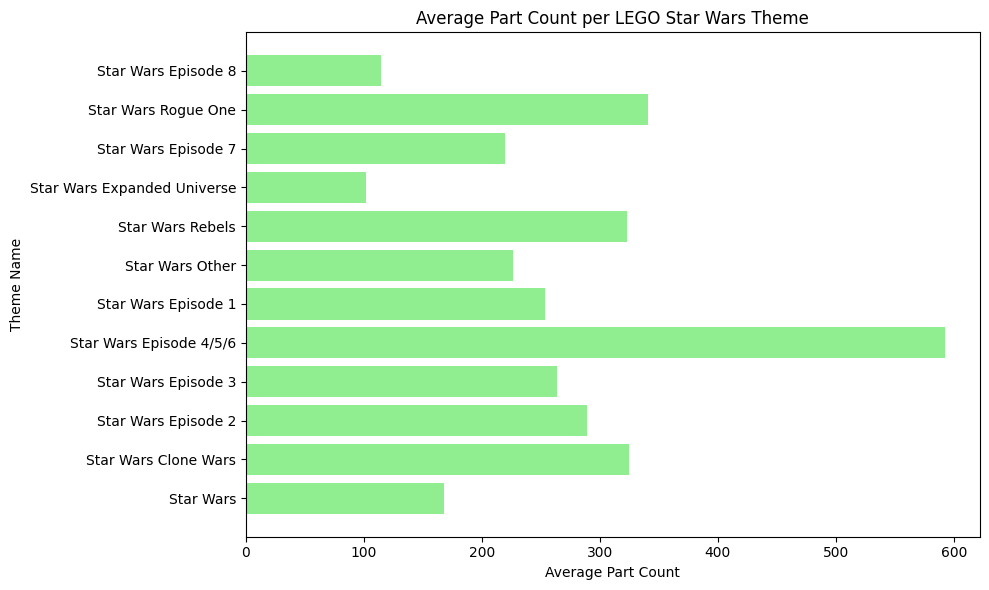 Average Part Count per LEGO Star Wars Theme
Theme Name
Star Wars Episode 8
Star Wars Rogue One
Star Wars Episode 7
Star Wars Expanded Universe
Star Wars Rebels
Star Wars Other
Star Wars Episode 1
Star Wars Episode 4/5/6
Star Wars Episode 3
Star Wars Episode 2
Star Wars Clone Wars
Star Wars
0 100 200 300 400 500 600
Average Part Count